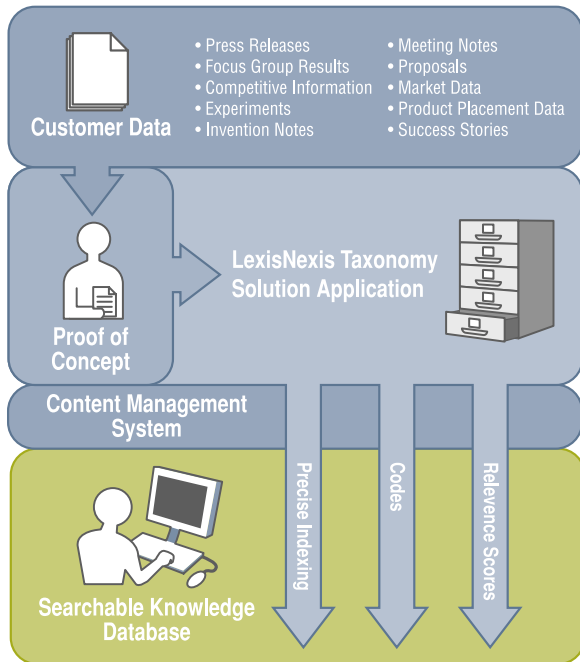 Customer Data
• Press Releases
• Focus Group Results
• Competitive Information
• Experiments
• Invention Notes
• Meeting Notes
• Proposals
• Market Data
• Product Placement Data
• Success Stories
Proof of
Concept
LexisNexis Taxonomy
Solution Application
Content Management
System
Precise Indexing
Codes
Relevence Scores
Searchable Knowledge
Database